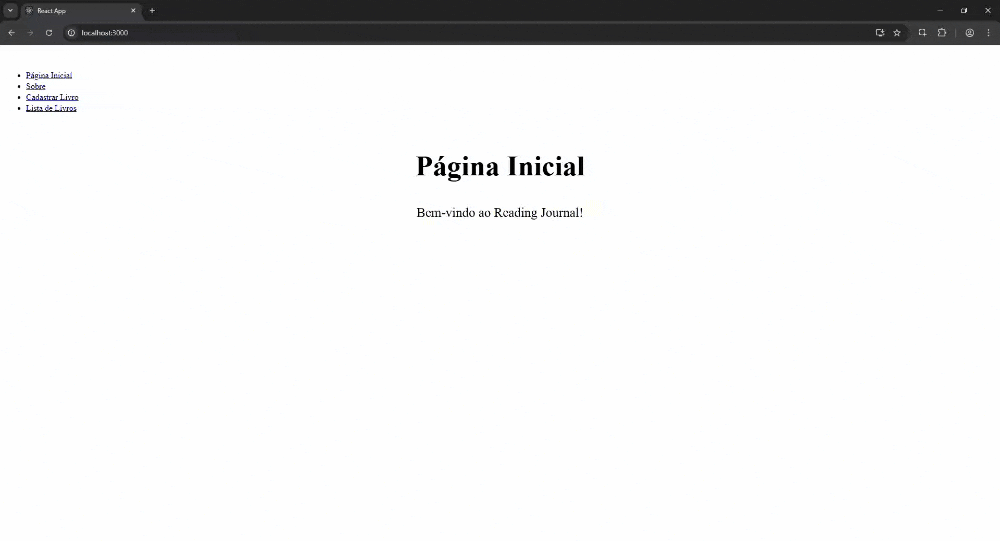 React App
localhost:3000
Página Inicial
Sobre
Cadastrar Livro
Lista de Livros
Página Inicial
Bem-vindo ao Reading Journal!